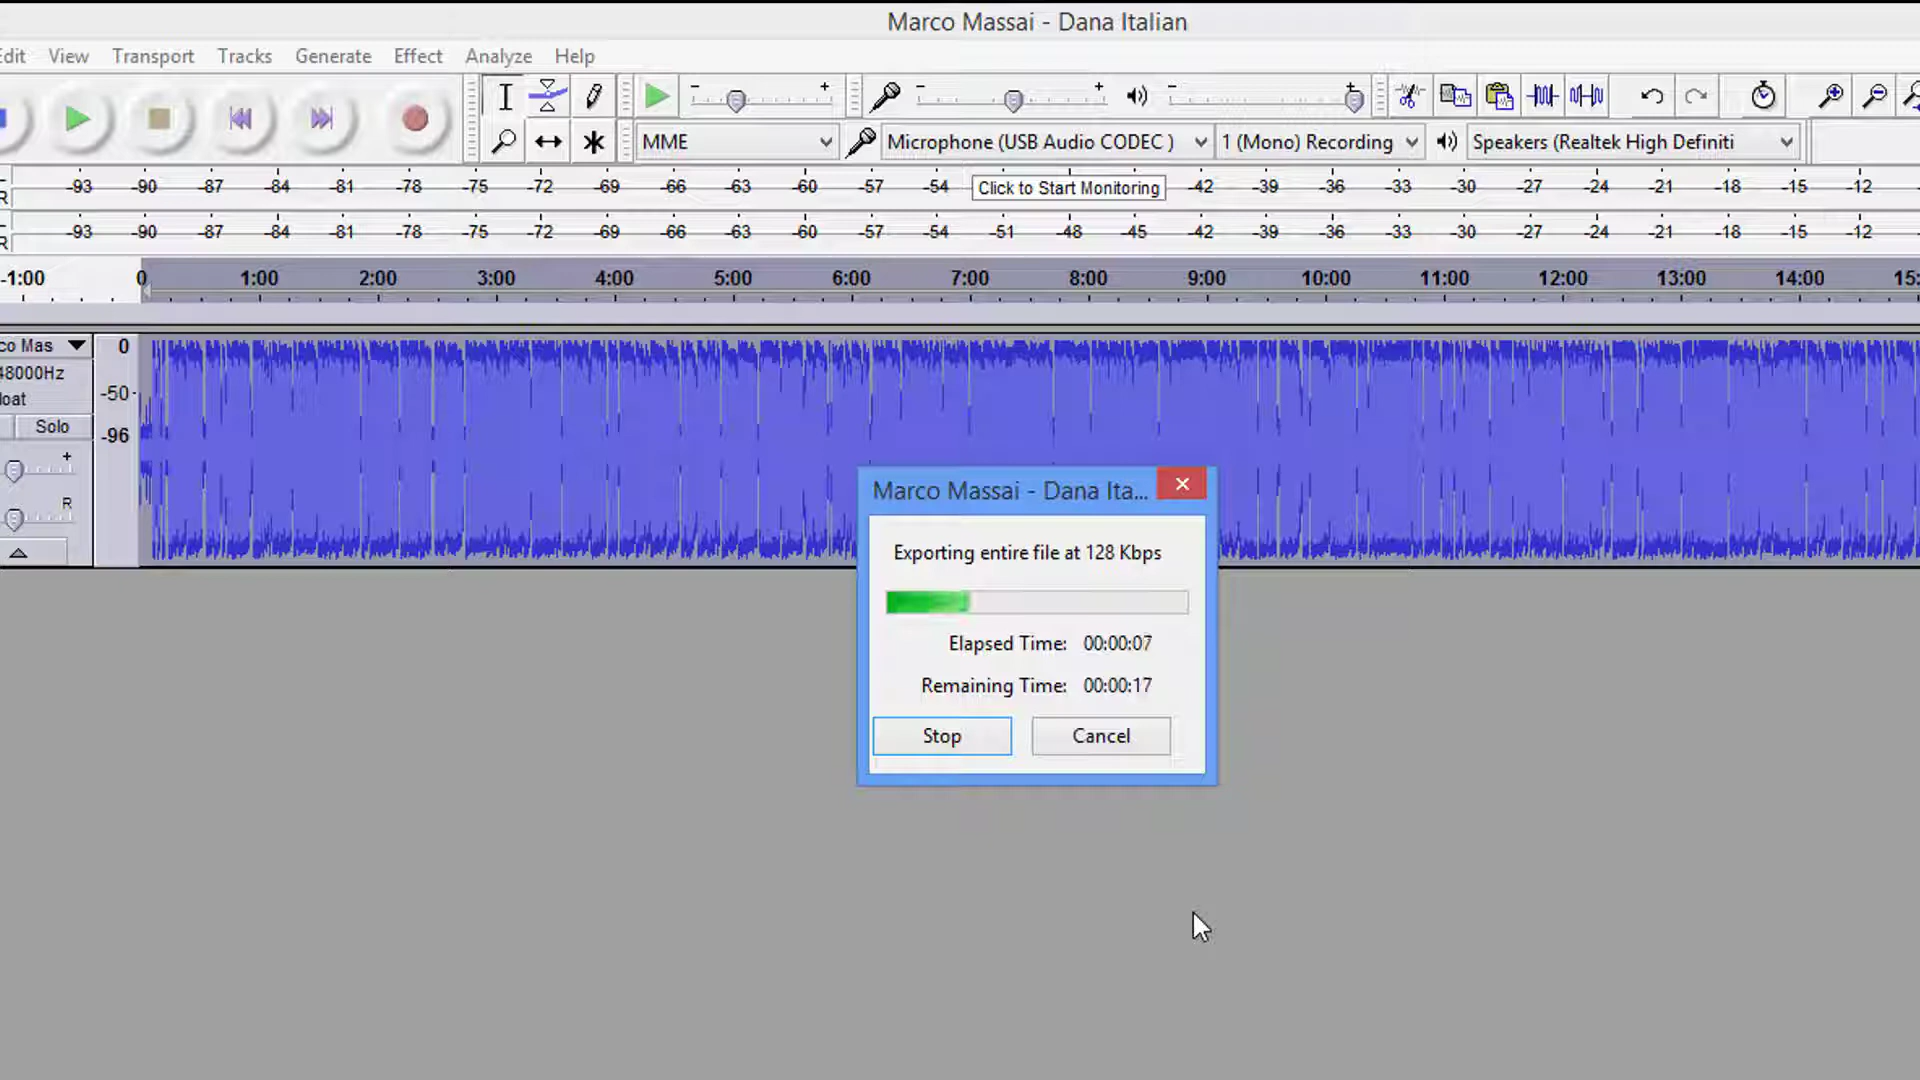 Marco Massai - Dana Italian
Edit View Transport Tracks Generate Effect Analyze Help
- + - + - +
MME Microphone (USB Audio CODEC ) 1 (Mono) Recording Speakers (Realtek High Definiti
-93 -90 -87 -84 -81 -78 -75 -72 -69 -66 -63 -60 -57 -54 Click to Start Monitoring -42 -39 -36 -33 -30 -27 -24 -21 -18 -15 -12
R
-93 -90 -87 -84 -81 -78 -75 -72 -69 -66 -63 -60 -57 -54 -51 -48 -45 -42 -39 -36 -33 -30 -27 -24 -21 -18 -15 -12
R
-1:00 0 1:00 2:00 3:00 4:00 5:00 6:00 7:00 8:00 9:00 10:00 11:00 12:00 13:00 14:00 15:
co Mas 0
48000Hz
loat -50
Solo -96
+
R
Marco Massai - Dana Ita...
Exporting entire file at 128 Kbps
Elapsed Time: 00:00:07
Remaining Time: 00:00:17
Stop Cancel